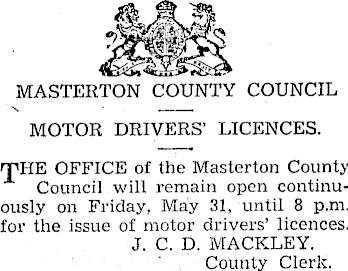 MASTERTON COUNTY COUNCIL
MOTOR DRIVERS' LICENCES.
THE OFFICE of the Masterton County
Council will remain open continu-
ously on Friday, May 31, until 8 p.m.
for the issue of motor drivers' licences.
J. C. D. MACKLEY.
County Clerk.